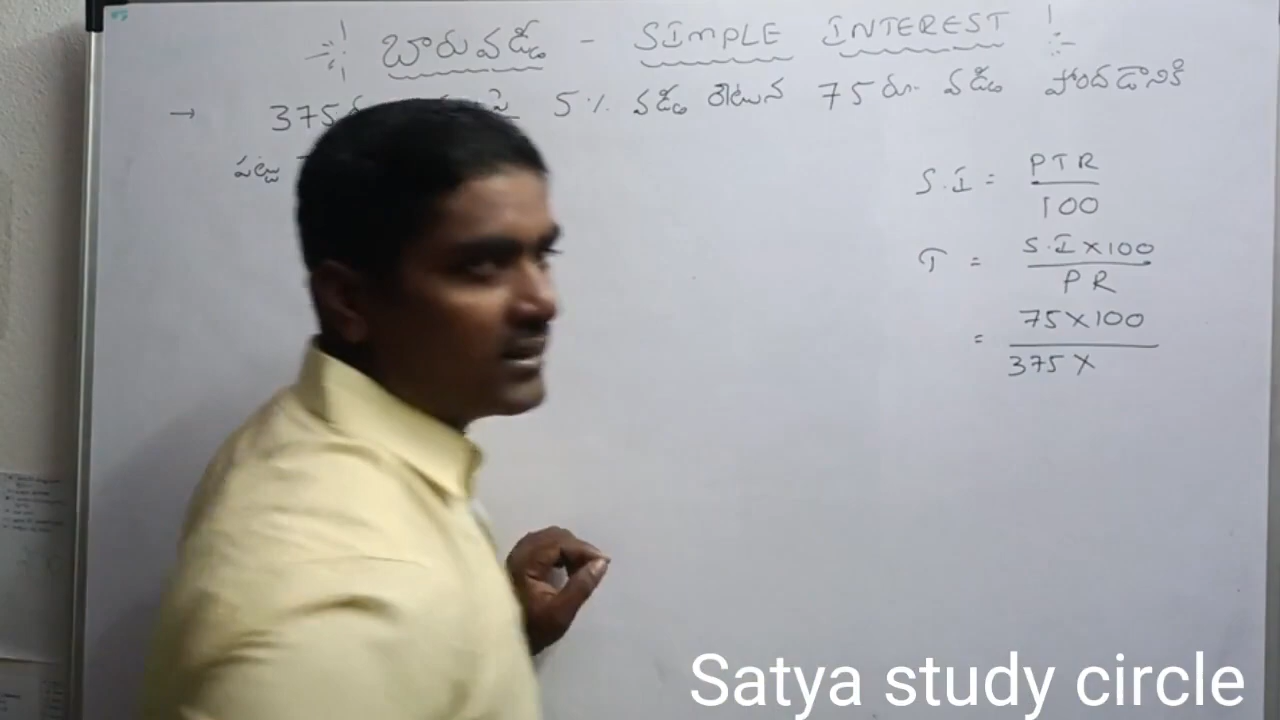 బారువడ్డీ - SIMPLE INTEREST
→ 375 పై 5% వడ్డీ రేటున 75 రూ. వడ్డీ పొందడానికి
పట్టు
S.I = PTR
100
T = S.I X 100
PR
= 75 X 100
375 X
Satya study circle